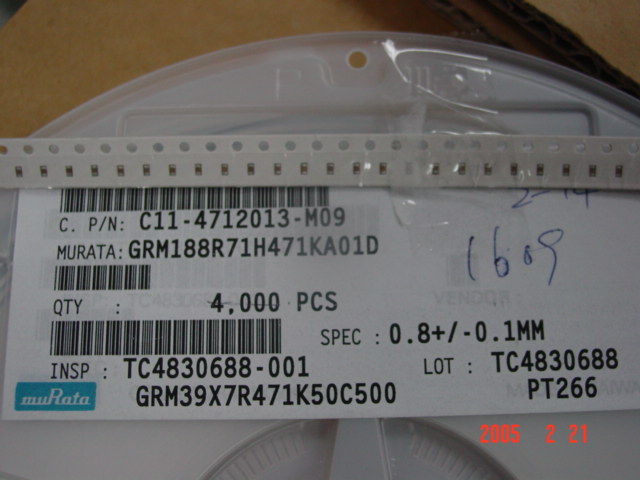 C. P/N: C11-4712013-M09
MURATA: GRM188R71H471KA01D
1609
QTY : 4,000 PCS
VENDOR :
SPEC : 0.8+/-0.1MM
INSP : TC4830688-001
LOT : TC4830688
muRata
GRM39X7R471K50C500
PT266
2005 2 21